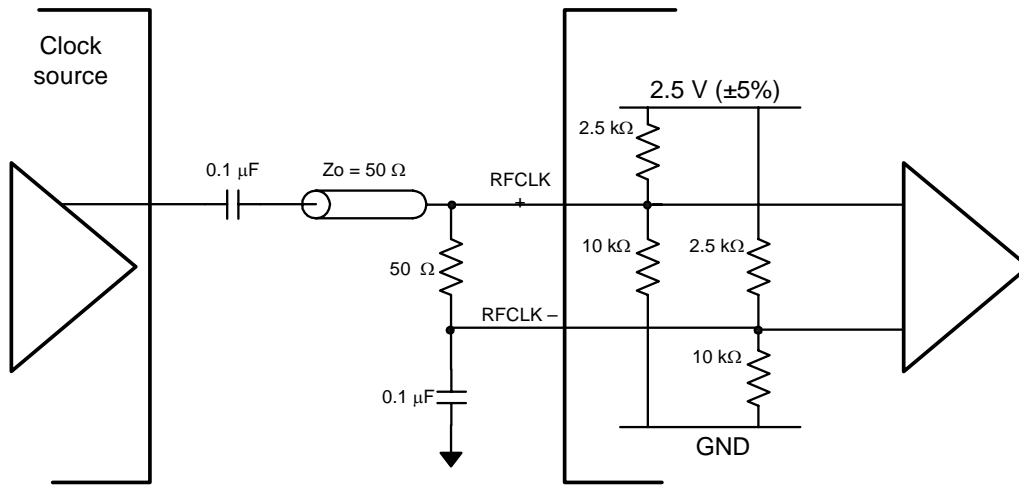 Clock
source
0.1 μF
Zo = 50 Ω
RFCLK
+
50 Ω
RFCLK –
0.1 μF
2.5 V (±5%)
2.5 kΩ
10 kΩ
2.5 kΩ
10 kΩ
GND